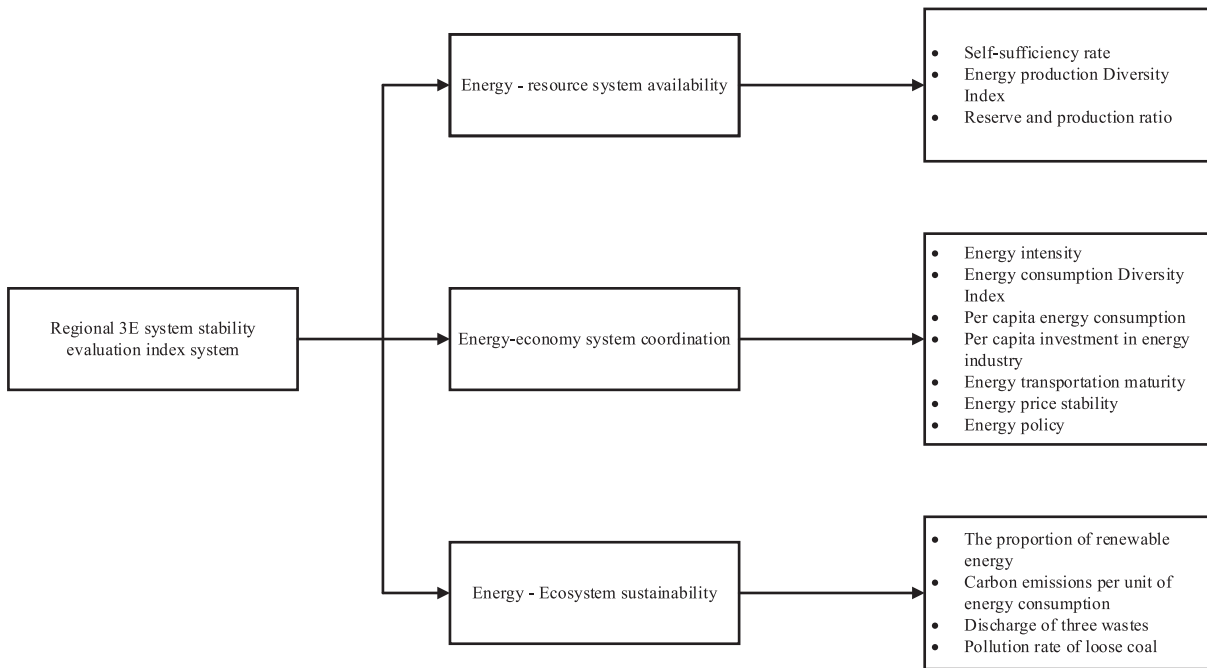 Regional 3E system stability
evaluation index system
Energy - resource system availability
• Self-sufficiency rate
• Energy production Diversity
Index
• Reserve and production ratio
Energy-economy system coordination
• Energy intensity
• Energy consumption Diversity
Index
• Per capita energy consumption
• Per capita investment in energy
industry
• Energy transportation maturity
• Energy price stability
• Energy policy
Energy - Ecosystem sustainability
• The proportion of renewable
energy
• Carbon emissions per unit of
energy consumption
• Discharge of three wastes
• Pollution rate of loose coal